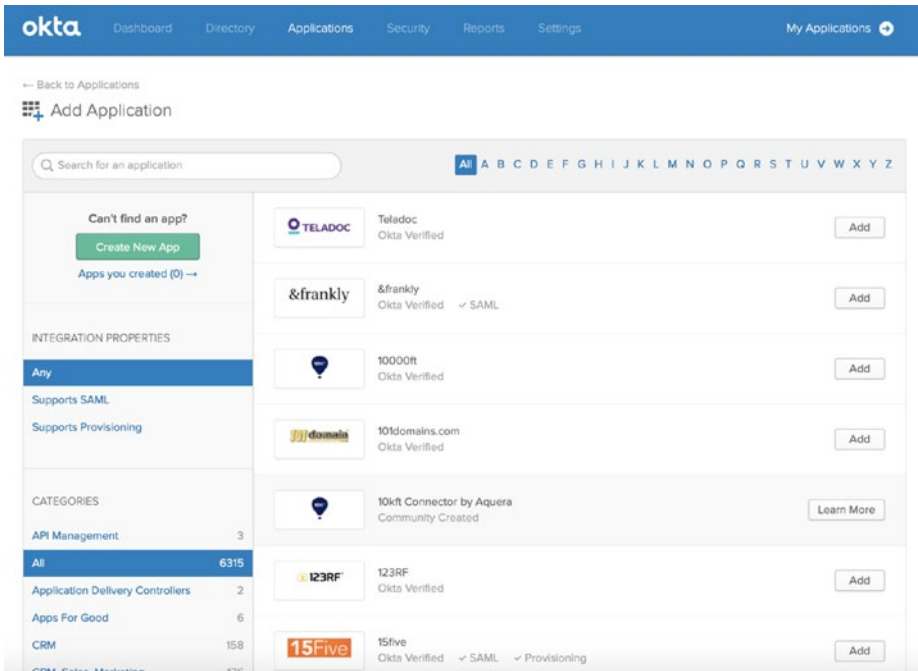 okta Dashboard Directory Applications Security Reports Settings My Applications
← Back to Applications
Add Application
Search for an application
All A B C D E F G H I J K L M N O P Q R S T U V W X Y Z
Can't find an app?
Create New App
Apps you created (0) →
INTEGRATION PROPERTIES
Any
Supports SAML
Supports Provisioning
CATEGORIES
API Management 3
All 6315
Application Delivery Controllers 2
Apps For Good 6
CRM 158
TELADOC
Teladoc
Okta Verified
Add
&frankly
&frankly
Okta Verified ✓ SAML
Add
10000ft
Okta Verified
Add
101domain
101domains.com
Okta Verified
Add
10kft Connector by Aquera
Community Created
Learn More
123RF
123RF
Okta Verified
Add
15Five
15five
Okta Verified ✓ SAML ✓ Provisioning
Add